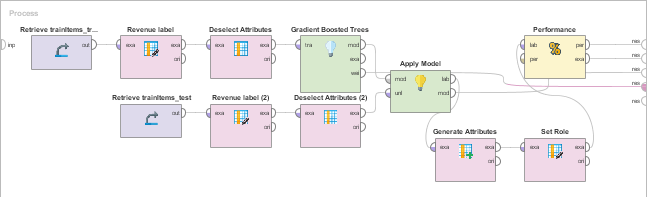 Process
Retrieve trainItems_tr...
Revenue label
Deselect Attributes
Gradient Boosted Trees
Performance
inp
out
exa
exa
ori
exa
exa
ori
tra
mod
exa
wei
lab
per
per
exa
res
res
res
res
res
Apply Model
mod
unl
lab
mod
Retrieve trainItems_test
Revenue label (2)
Deselect Attributes (2)
out
exa
exa
ori
exa
exa
ori
Generate Attributes
Set Role
exa
exa
ori
exa
exa
ori